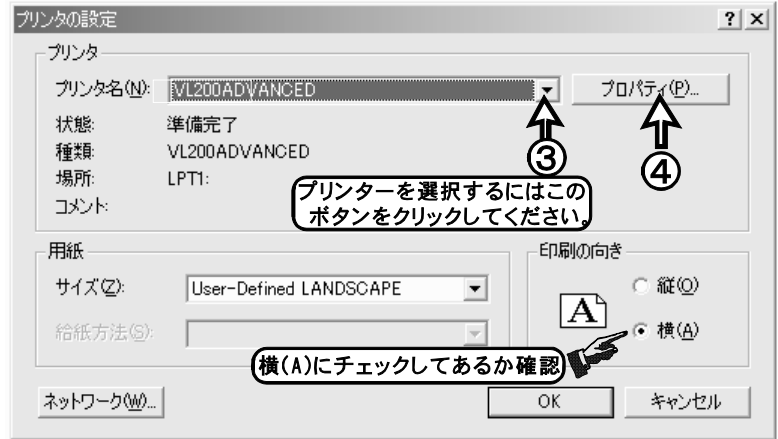 プリンタの設定
? ×
プリンタ
プリンタ名(N): VL200ADVANCED プロパティ(P)...
状態: 準備完了
種類: VL200ADVANCED
場所: LPT1:
コメント:
③
④
プリンターを選択するにはこの
ボタンをクリックしてください。
用紙
サイズ(Z): User-Defined LANDSCAPE
給紙方法(S):
印刷の向き
A
縦(O)
横(A)
横(A)にチェックしてあるか確認
ネットワーク(W)... OK キャンセル